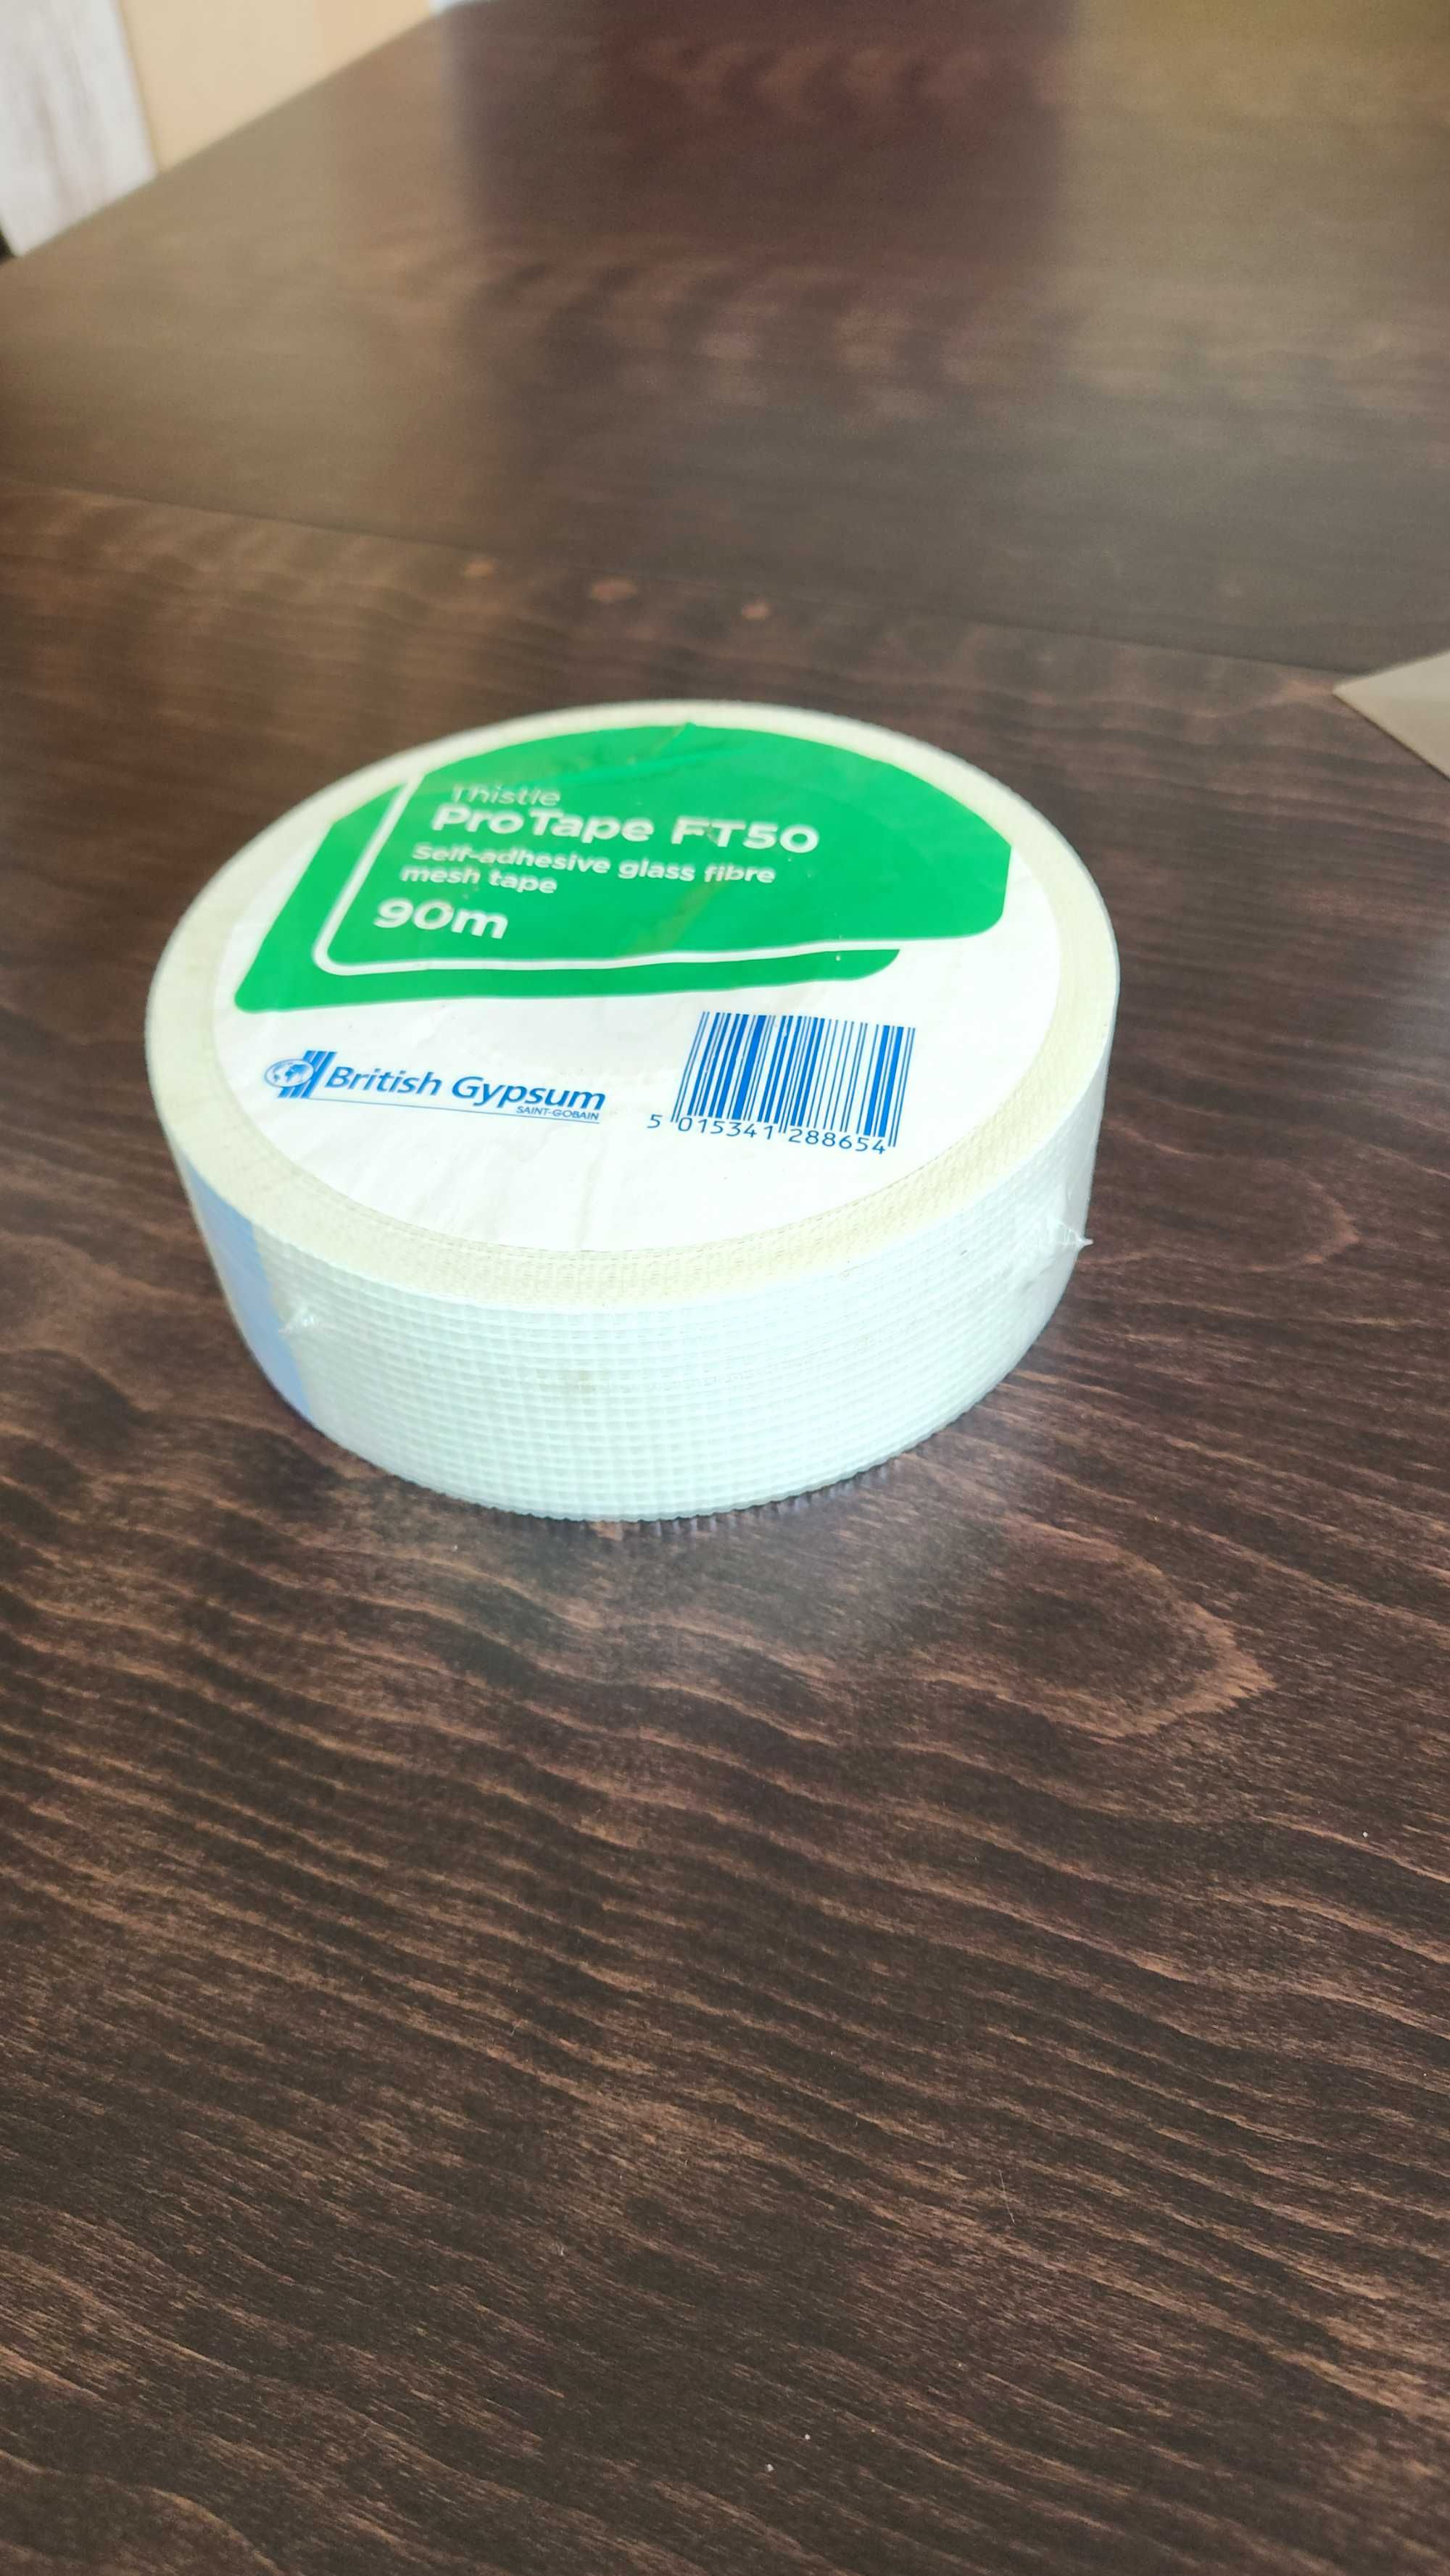 Thistle
ProTape FT50
Self-adhesive glass fibre
mesh tape
90m
British Gypsum
SAINT-GOBAIN
5 015341 288654